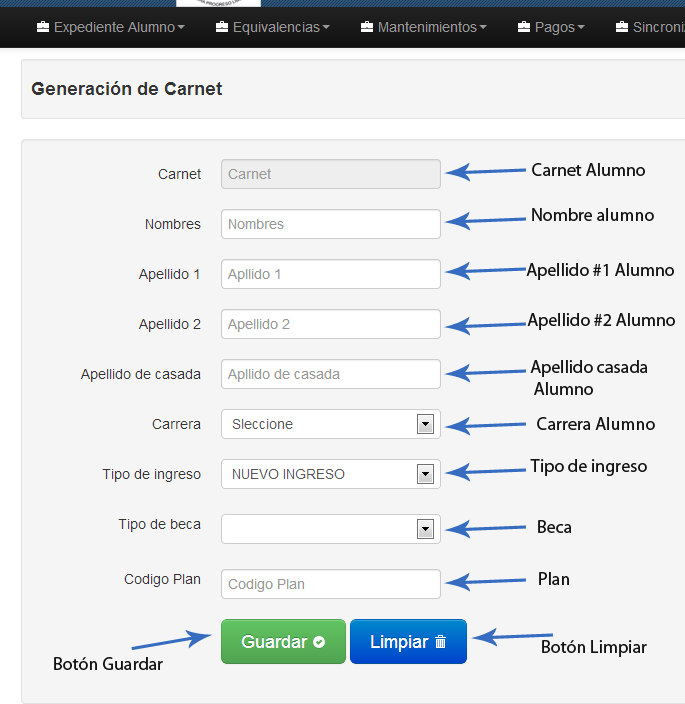 PROGRESO
Expediente Alumno Equivalencias Mantenimientos Pagos Sincroni
Generación de Carnet
Carnet Carnet Carnet Alumno
Nombres Nombres Nombre alumno
Apellido 1 Apllido 1 Apellido #1 Alumno
Apellido 2 Apellido 2 Apellido #2 Alumno
Apellido de casada Apllido de casada Apellido casada
Alumno
Carrera Sleccione Carrera Alumno
Tipo de ingreso NUEVO INGRESO Tipo de ingreso
Tipo de beca Beca
Codigo Plan Codigo Plan Plan
Guardar Limpiar Botón Limpiar
Botón Guardar